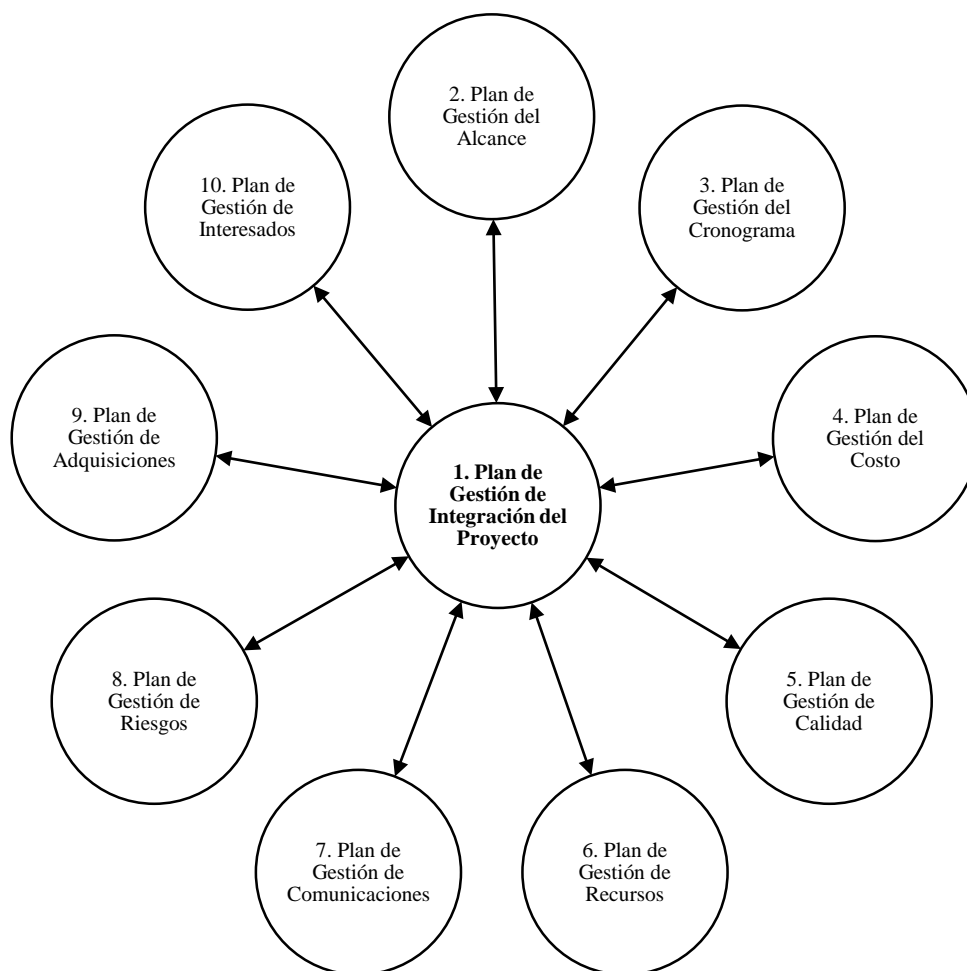 2. Plan de
Gestión del
Alcance
10. Plan de
Gestión de
Interesados
3. Plan de
Gestión del
Cronograma
9. Plan de
Gestión de
Adquisiciones
4. Plan de
Gestión del
Costo
1. Plan de
Gestión de
Integración del
Proyecto
8. Plan de
Gestión de
Riesgos
5. Plan de
Gestión de
Calidad
7. Plan de
Gestión de
Comunicaciones
6. Plan de
Gestión de
Recursos